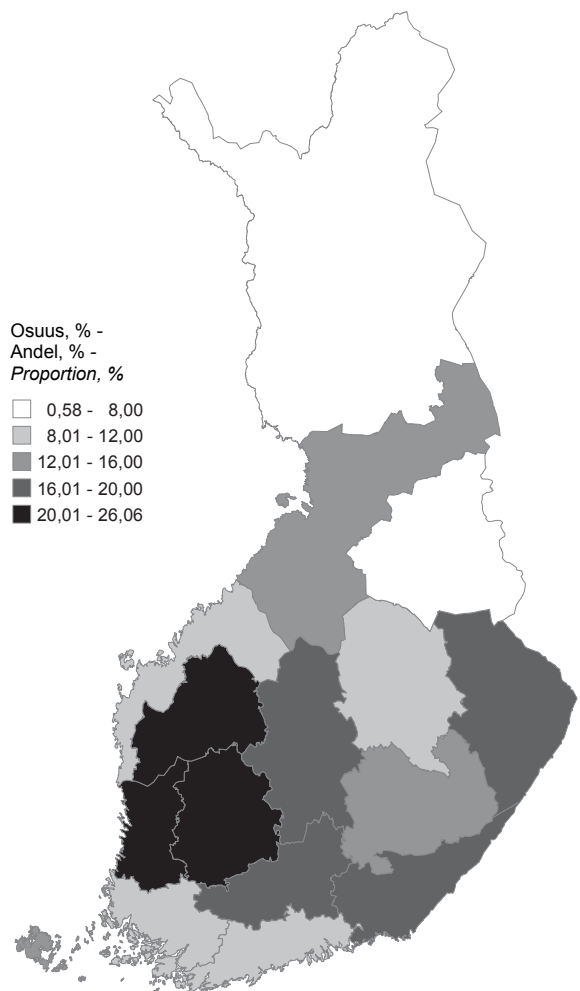 Osuus, % -
Andel, % -
Proportion, %
0,58 - 8,00
8,01 - 12,00
12,01 - 16,00
16,01 - 20,00
20,01 - 26,06